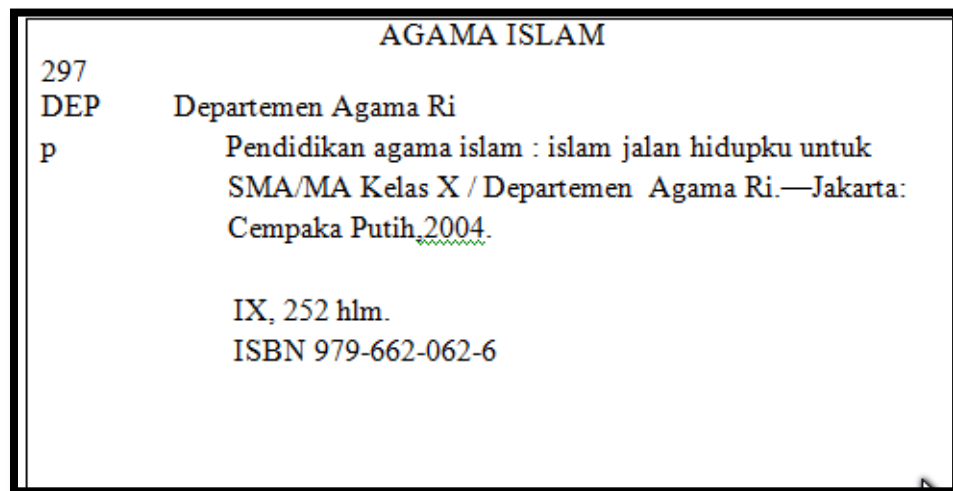 AGAMA ISLAM
297
DEP Departemen Agama Ri
p Pendidikan agama islam : islam jalan hidupku untuk
SMA/MA Kelas X / Departemen Agama Ri.—Jakarta:
Cempaka Putih,2004.
IX, 252 hlm.
ISBN 979-662-062-6